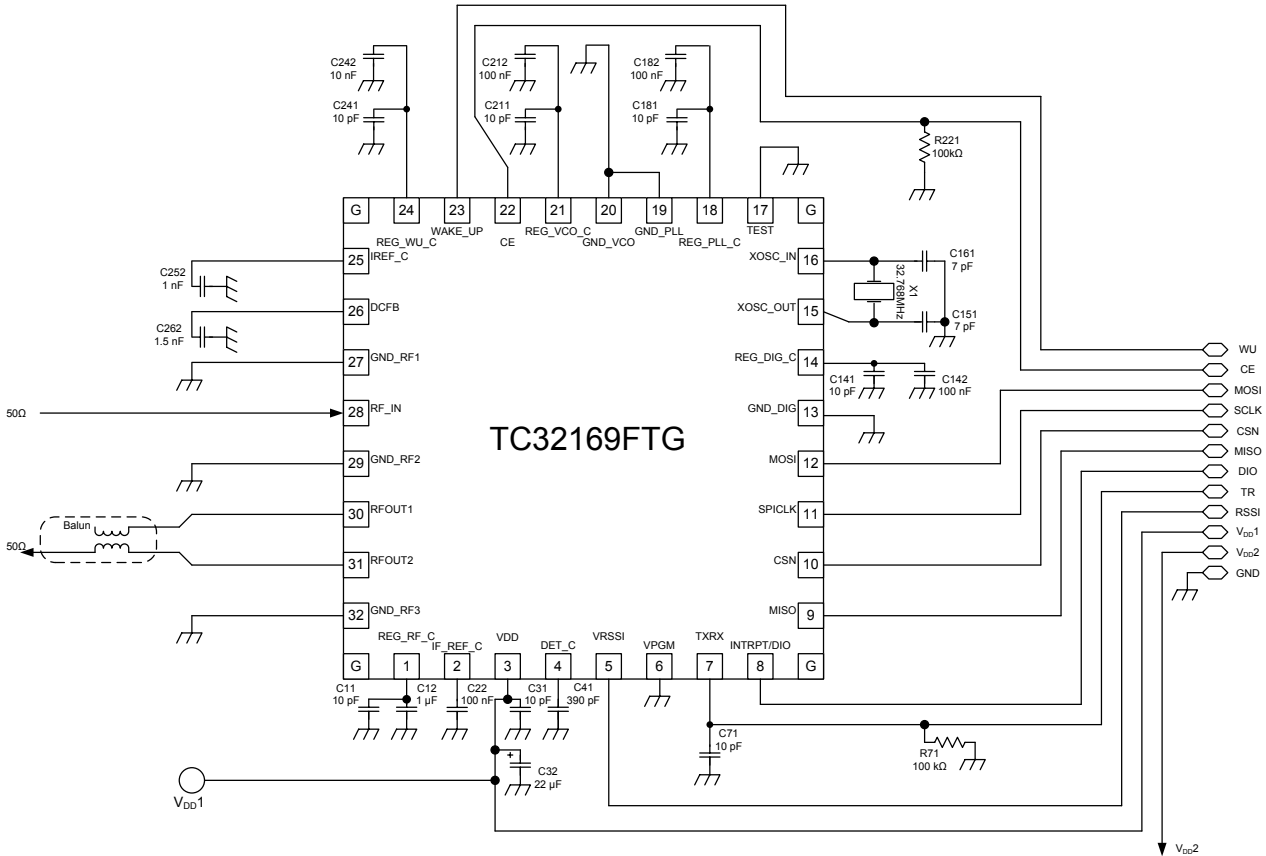 C242
10 nF
C241
10 pF
C212
100 nF
C211
10 pF
C182
100 nF
C181
10 pF
R221
100kΩ
G
24
23
22
21
20
19
18
17
G
REG_WU_C
WAKE_UP
CE
REG_VCO_C
GND_VCO
GND_PLL
REG_PLL_C
TEST
C252
1 nF
25
IREF_C
C262
1.5 nF
26
DCFB
27
GND_RF1
50Ω
28
RF_IN
29
GND_RF2
Balun
50Ω
30
RFOUT1
31
RFOUT2
32
GND_RF3
TC32169FTG
XOSC_IN
16
XOSC_OUT
15
REG_DIG_C
14
GND_DIG
13
MOSI
12
SPICLK
11
CSN
10
MISO
9
X1
32.768MHz
C161
7 pF
C151
7 pF
C141
10 pF
C142
100 nF
WU
CE
MOSI
SCLK
CSN
MISO
DIO
TR
RSSI
VDD1
VDD2
GND
REG_RF_C
IF_REF_C
VDD
DET_C
VRSSI
VPGM
TXRX
INTRPT/DIO
G
1
2
3
4
5
6
7
8
G
C11
10 pF
C12
1 µF
C22
100 nF
C31
10 pF
C41
390 pF
C71
10 pF
R71
100 kΩ
+
C32
22 µF
VDD1
VDD2